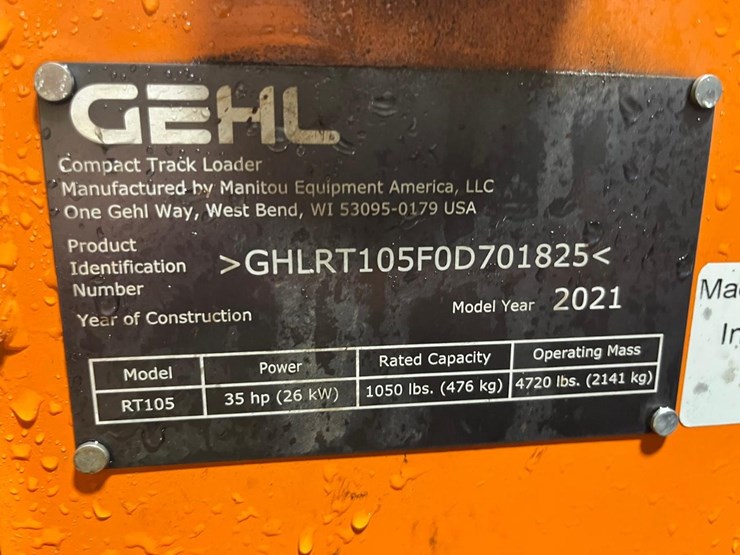 GEHL
Compact Track Loader
Manufactured by Manitou Equipment America, LLC
One Gehl Way, West Bend, WI 53095-0179 USA
Product
Identification
Number
>GHLRT105F0D701825<
Year of Construction
Model Year 2021
Model Power Rated Capacity Operating Mass
RT105 35 hp (26 kW) 1050 lbs. (476 kg) 4720 lbs. (2141 kg)